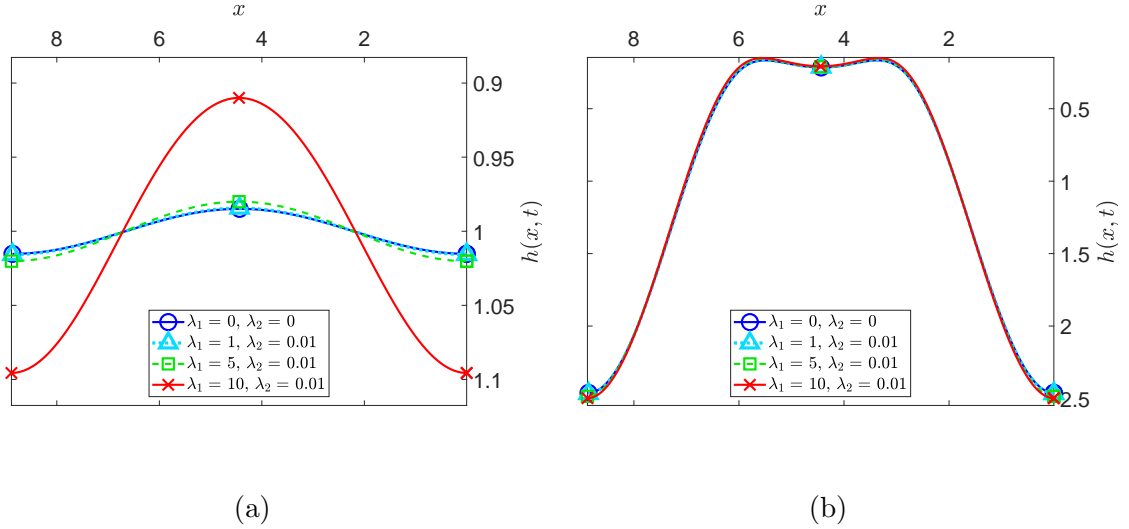 x
8 6 4 2
0.9
0.95
1
1.05
1.1
h(x, t)
λ₁ = 0, λ₂ = 0
λ₁ = 1, λ₂ = 0.01
λ₁ = 5, λ₂ = 0.01
λ₁ = 10, λ₂ = 0.01
(a)
x
8 6 4 2
0.5
1
1.5
2
2.5
h(x, t)
λ₁ = 0, λ₂ = 0
λ₁ = 1, λ₂ = 0.01
λ₁ = 5, λ₂ = 0.01
λ₁ = 10, λ₂ = 0.01
(b)